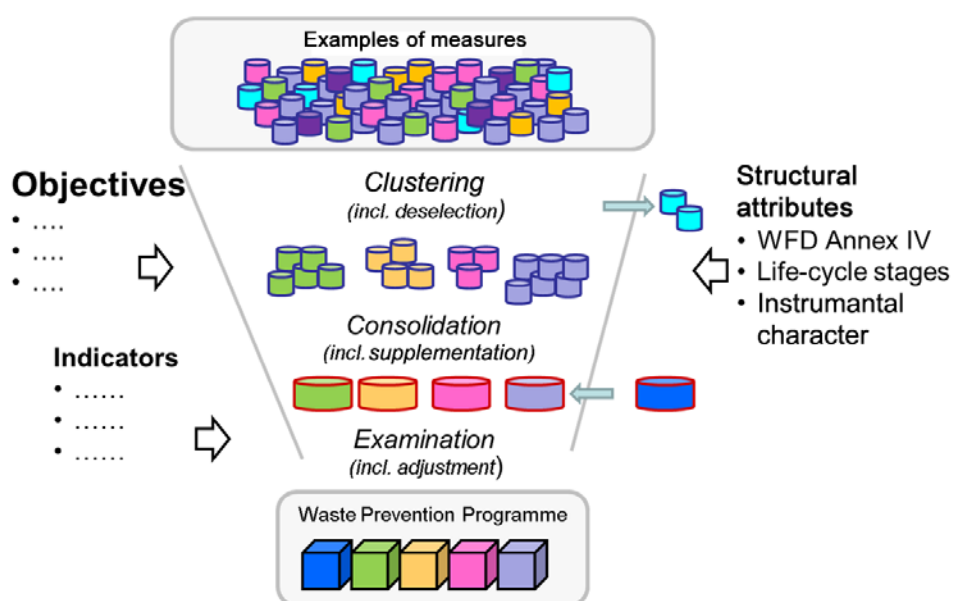 Examples of measures
Objectives
• ....
• ....
• ....
Clustering
(incl. deselection)
Structural
attributes
• WFD Annex IV
• Life-cycle stages
• Instrumantal
character
Consolidation
(incl. supplementation)
Indicators
• ......
• ......
• ......
Examination
(incl. adjustment)
Waste Prevention Programme